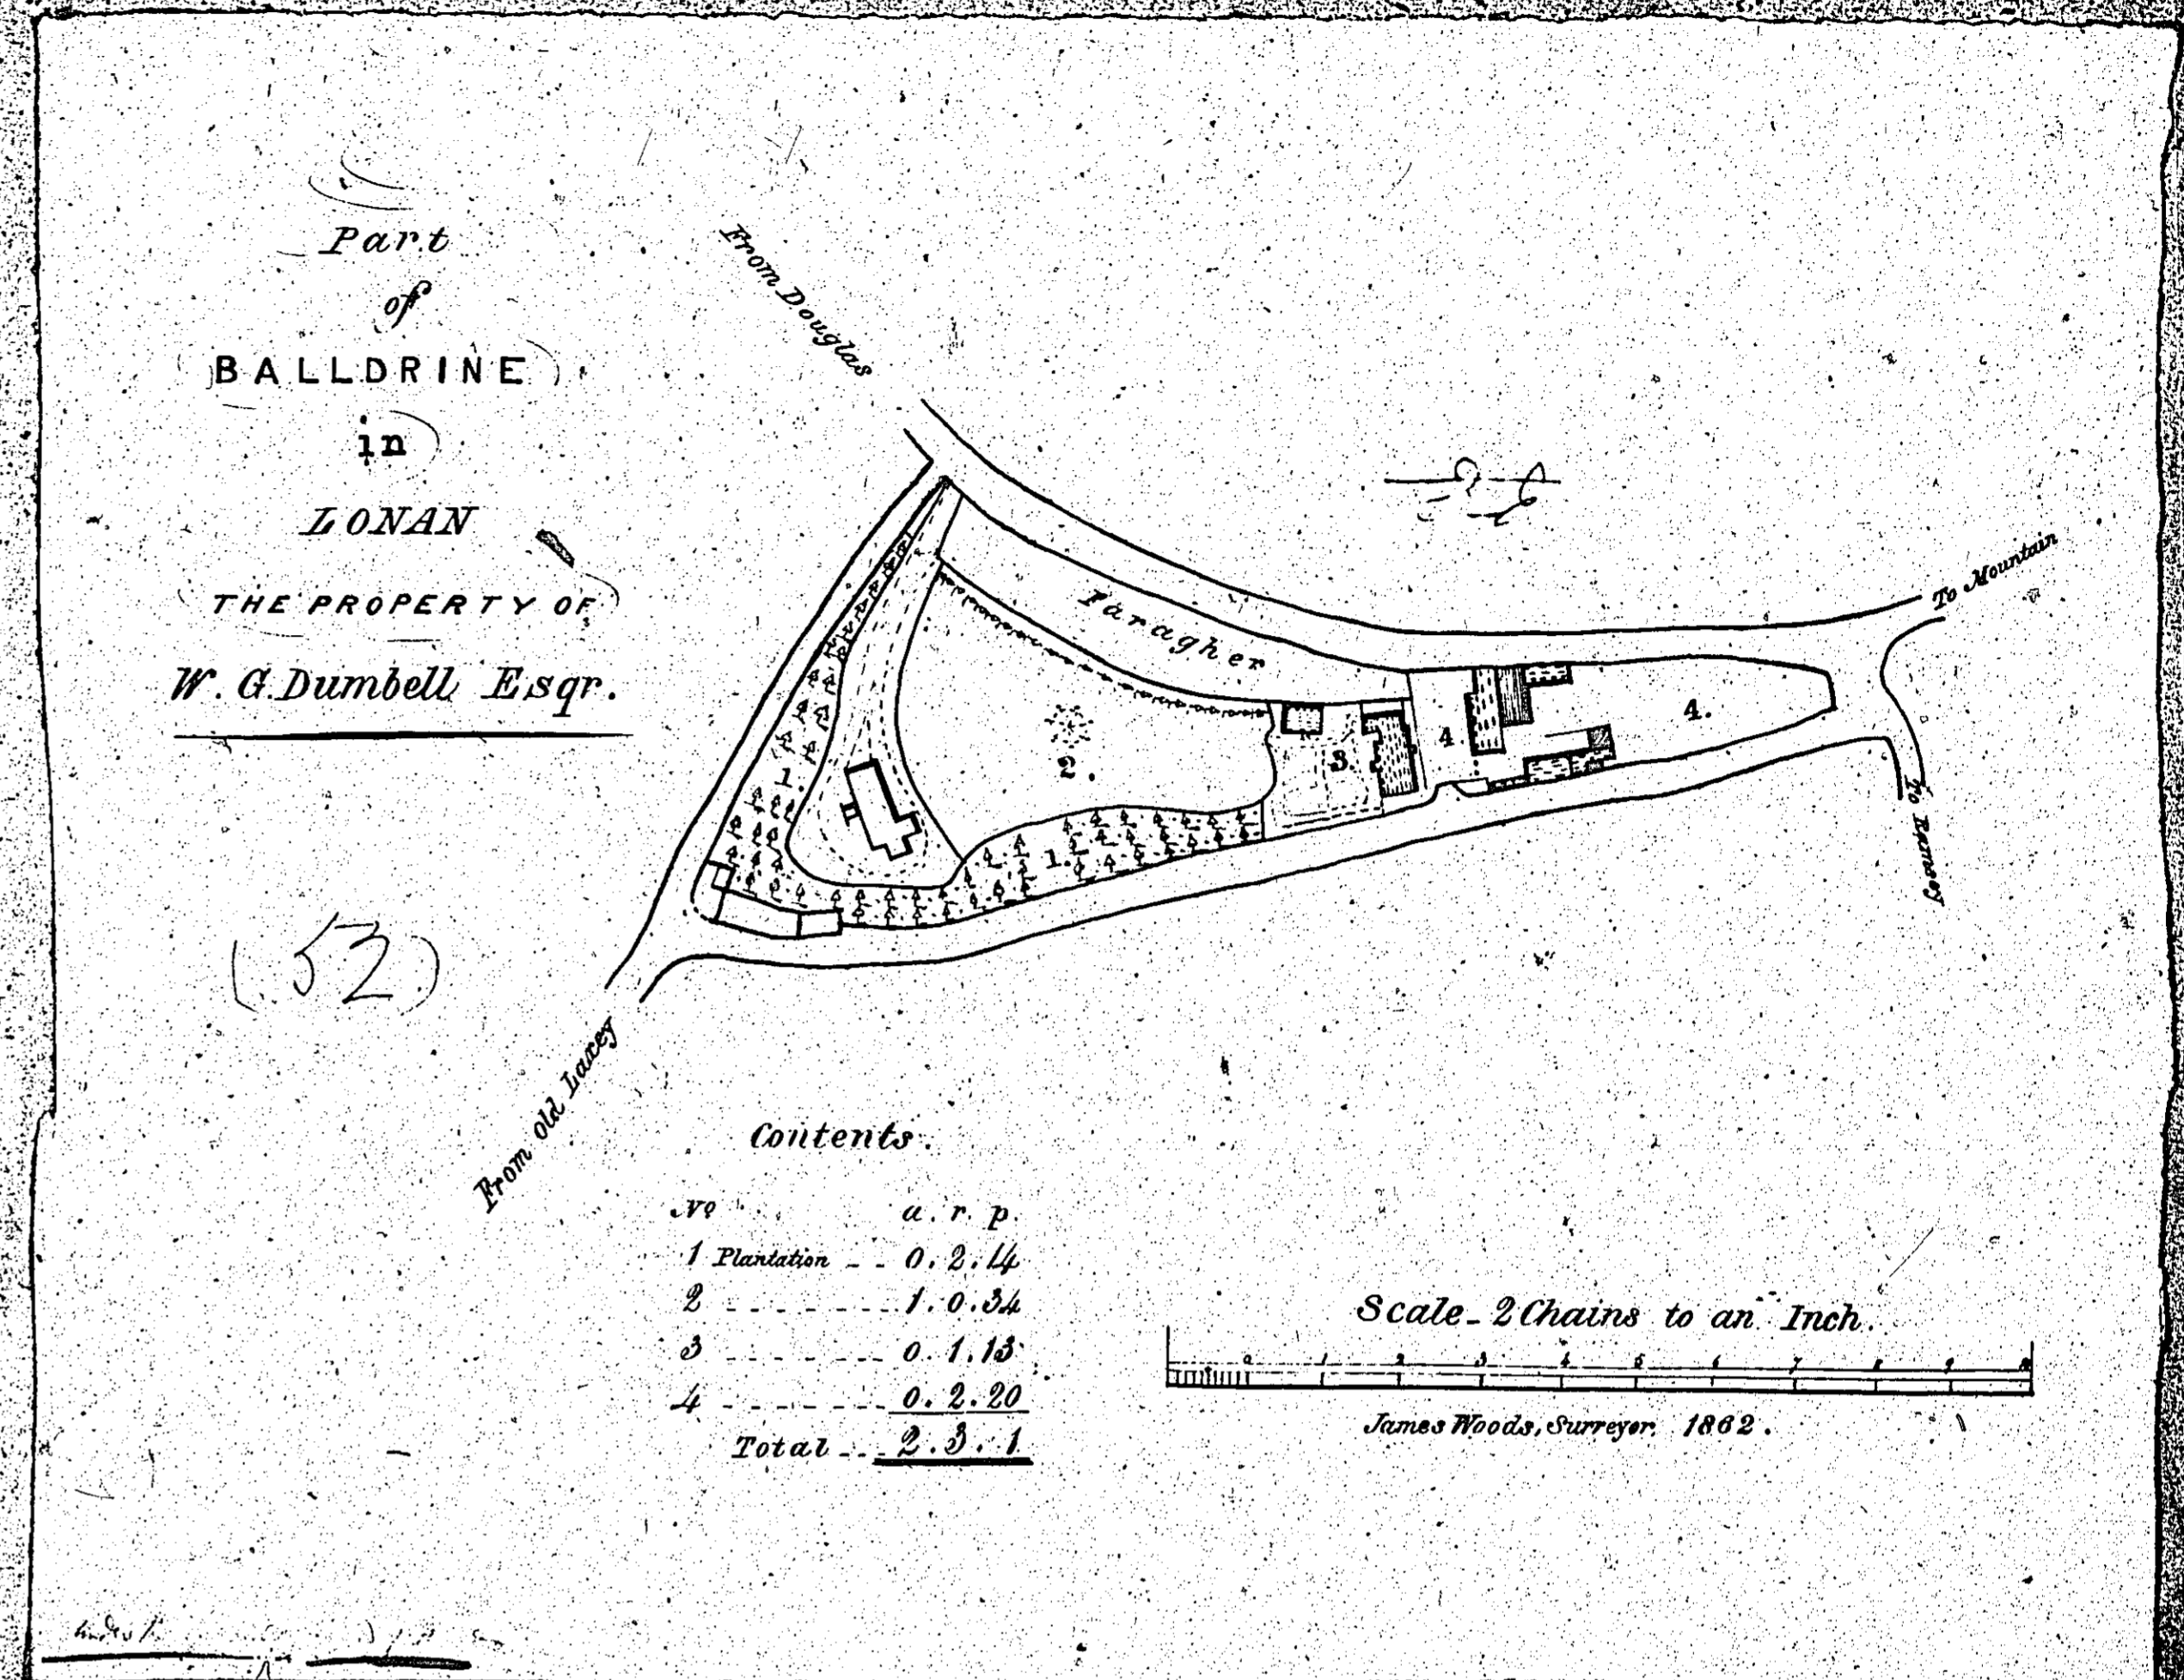 Part
of
BALLDRINE
in
LONAN
THE PROPERTY OF
W. G. Dumbell Esqr.
(52)
From Douglas
Faragher
To Mountain
To Ramsey
From old Laxey
1.
2.
3.
4
4.
1.
Contents.
No a. r. p.
1 Plantation -- 0. 2. 14
2 -------- 1. 0. 34
3 -------- 0. 1. 13
4 -------- 0. 2. 20
Total --- 2. 3. 1
Scale - 2 Chains to an Inch.
0 1 2 3 4 5 6 7 8 9
James Woods, Surveyor, 1862.